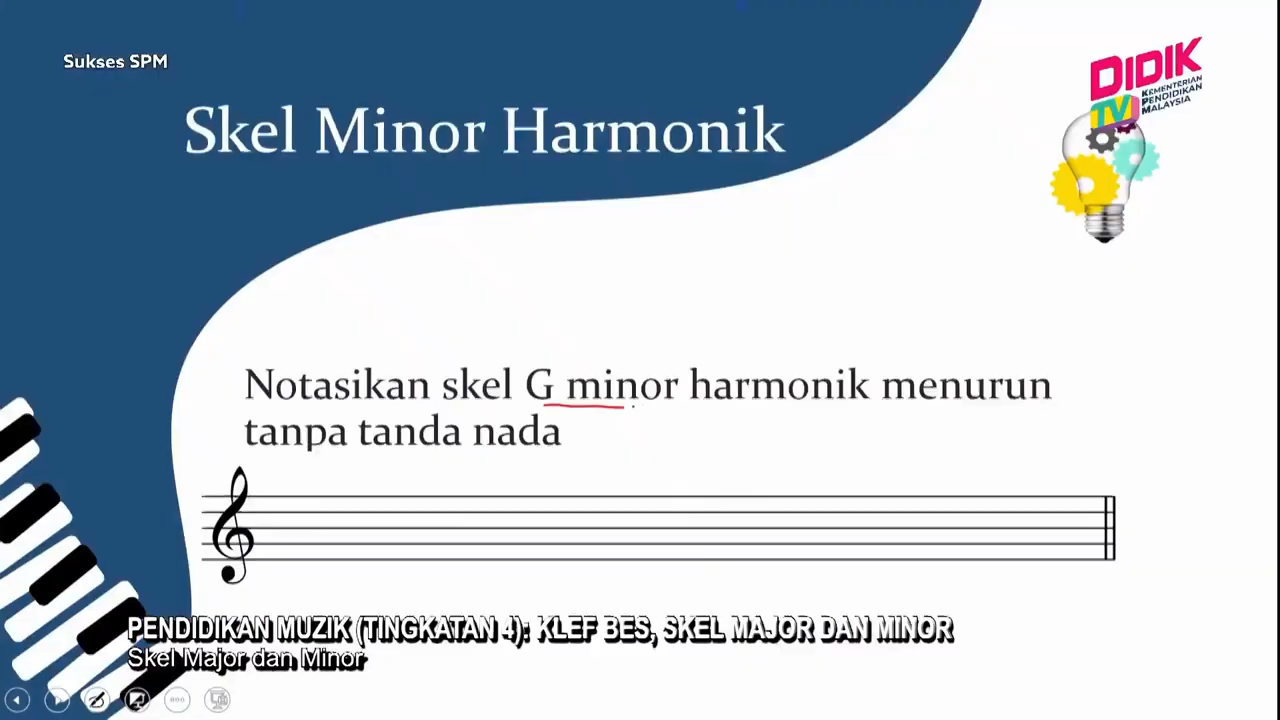 Sukses SPM
DIDIK
TV
KEMENTERIAN
PENDIDIKAN
MALAYSIA
Skel Minor Harmonik
Notasikan skel G minor harmonik menurun
tanpa tanda nada
PENDIDIKAN MUZIK (TINGKATAN 4): KLEF BES, SKEL MAJOR DAN MINOR
Skel Major dan Minor